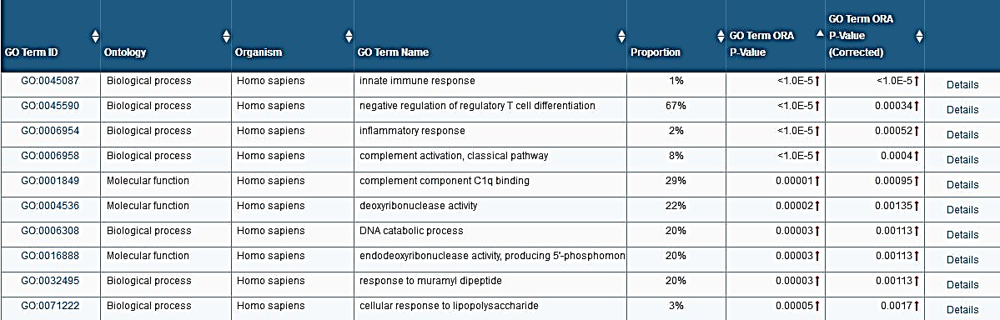 GO Term ID Ontology Organism GO Term Name Proportion GO Term ORA P-Value GO Term ORA P-Value (Corrected)
GO:0045087 Biological process Homo sapiens innate immune response 1% <1.0E-5↑ <1.0E-5↑ Details
GO:0045590 Biological process Homo sapiens negative regulation of regulatory T cell differentiation 67% <1.0E-5↑ 0.00034↑ Details
GO:0006954 Biological process Homo sapiens inflammatory response 2% <1.0E-5↑ 0.00052↑ Details
GO:0006958 Biological process Homo sapiens complement activation, classical pathway 8% <1.0E-5↑ 0.0004↑ Details
GO:0001849 Molecular function Homo sapiens complement component C1q binding 29% 0.00001↑ 0.00095↑ Details
GO:0004536 Molecular function Homo sapiens deoxyribonuclease activity 22% 0.00002↑ 0.00135↑ Details
GO:0006308 Biological process Homo sapiens DNA catabolic process 20% 0.00003↑ 0.00113↑ Details
GO:0016888 Molecular function Homo sapiens endodeoxyribonuclease activity, producing 5'-phosphomon 20% 0.00003↑ 0.00113↑ Details
GO:0032495 Biological process Homo sapiens response to muramyl dipeptide 20% 0.00003↑ 0.00113↑ Details
GO:0071222 Biological process Homo sapiens cellular response to lipopolysaccharide 3% 0.00005↑ 0.0017↑ Details